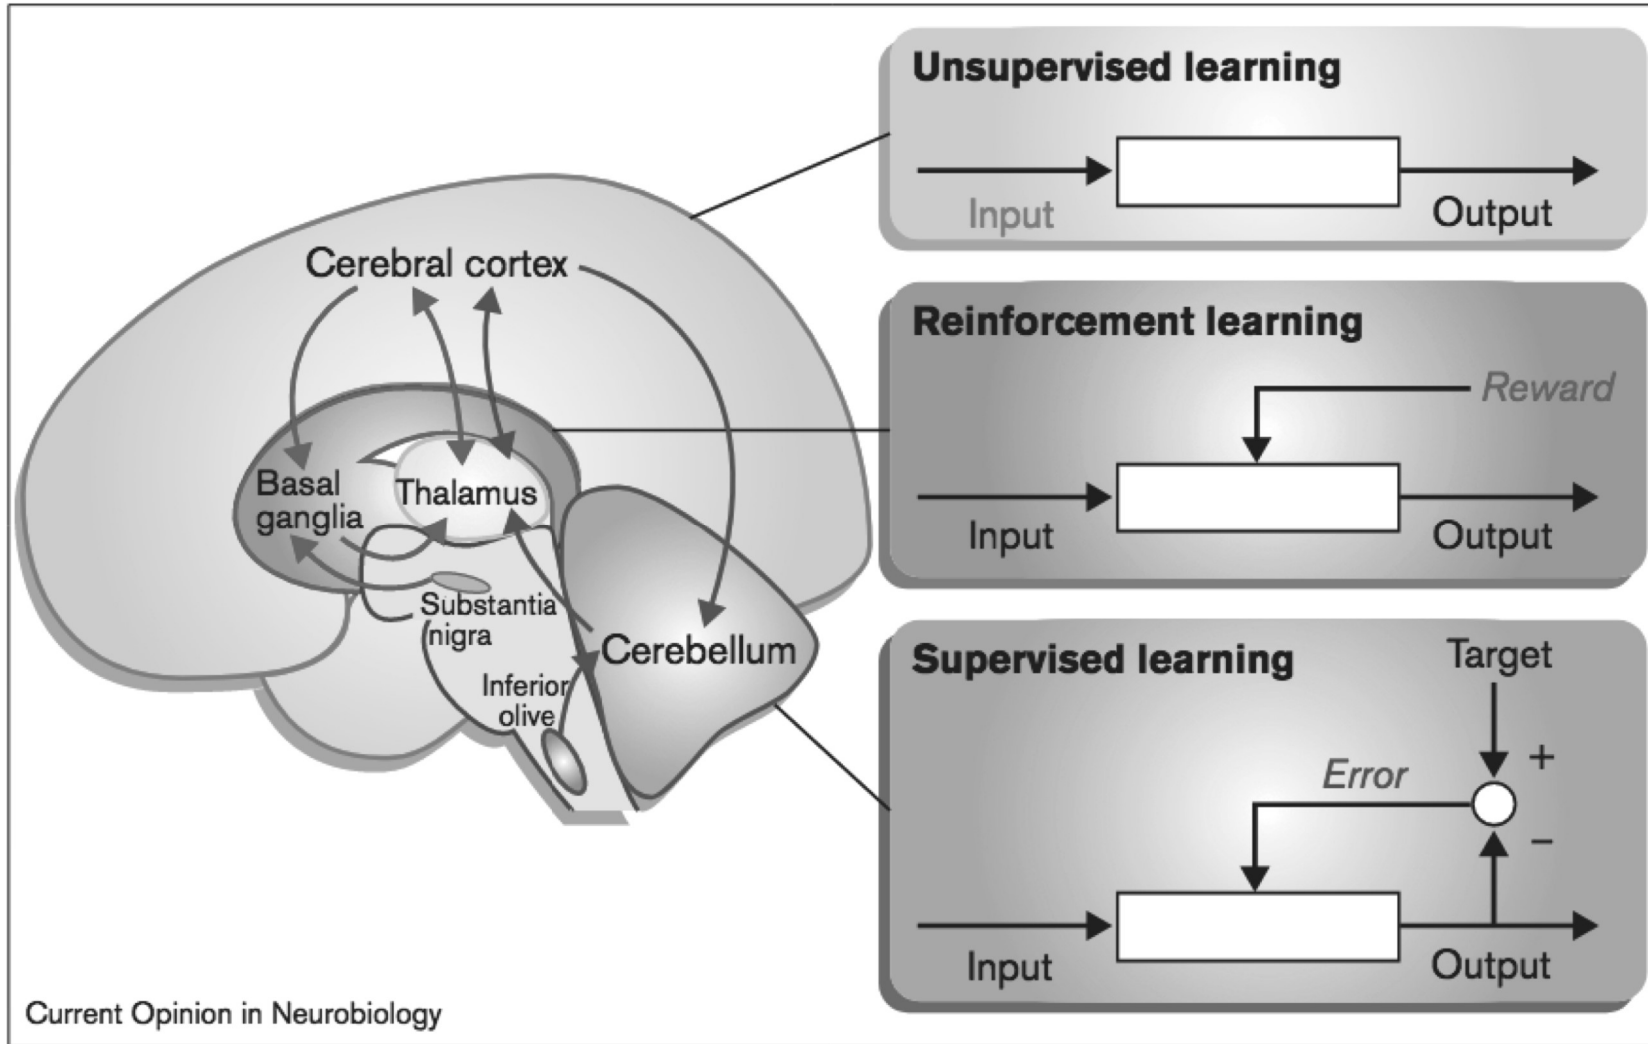 Unsupervised learning
Input
Output
Cerebral cortex
Reinforcement learning
Reward
Input
Output
Basal
ganglia
Thalamus
Substantia
nigra
Cerebellum
Inferior
olive
Supervised learning
Target
+
Error
−
Input
Output
Current Opinion in Neurobiology